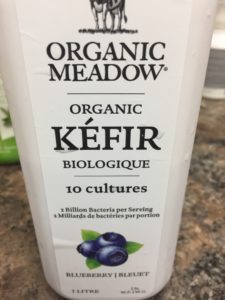 ORGANIC
MEADOW®
ORGANIC
KÉFIR
BIOLOGIQUE
10 cultures
2 Billion Bacteria per Serving
2 Milliards de bactéries par portion
BLUEBERRY | BLEUET
1 LITRE